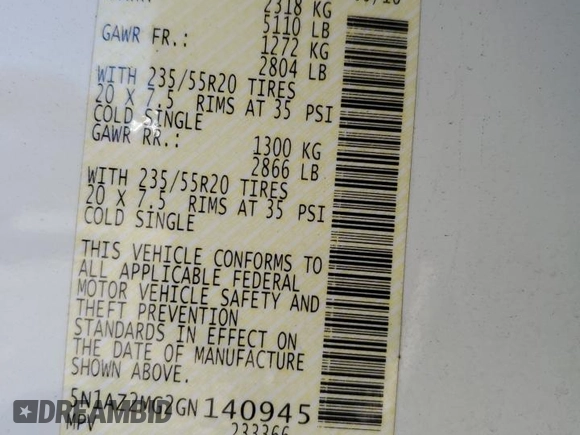 2318 KG
5110 LB
GAWR FR.: 1272 KG
2804 LB
WITH 235/55R20 TIRES
20 X 7.5 RIMS AT 35 PSI
COLD SINGLE
GAWR RR.: 1300 KG
2866 LB
WITH 235/55R20 TIRES
20 X 7.5 RIMS AT 35 PSI
COLD SINGLE
THIS VEHICLE CONFORMS TO
ALL APPLICABLE FEDERAL
MOTOR VEHICLE SAFETY AND
THEFT PREVENTION
STANDARDS IN EFFECT ON
THE DATE OF MANUFACTURE
SHOWN ABOVE.
5N1AZ2MG2GN140945
MPV 233366
DREAMBID